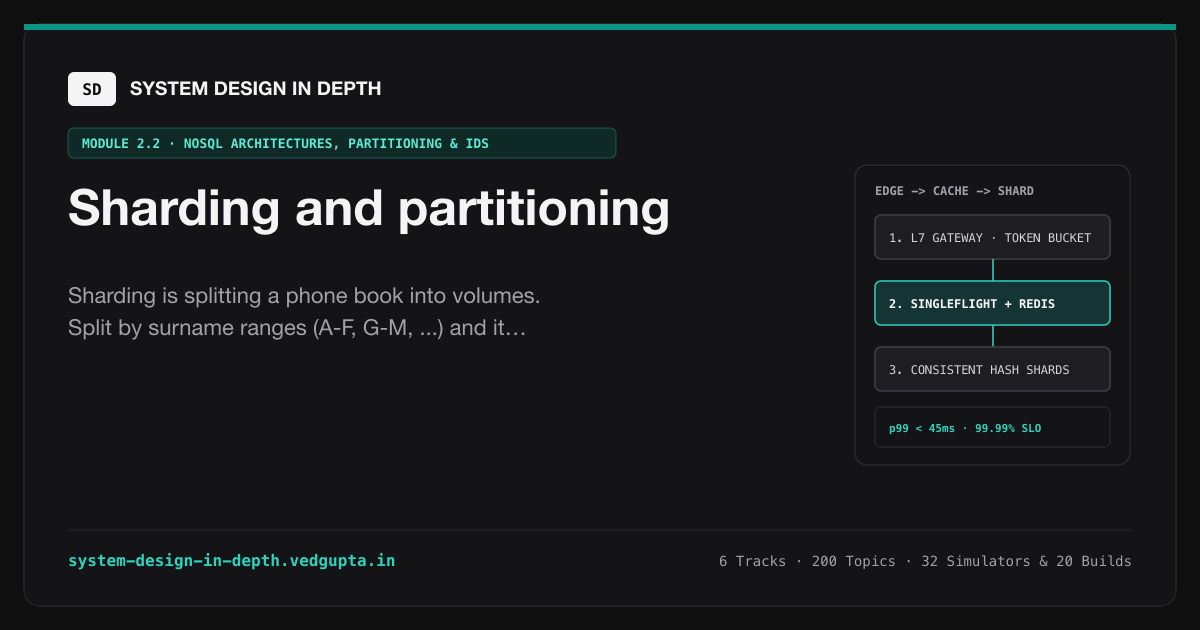 SD
SYSTEM DESIGN IN DEPTH
MODULE 2.2 · NOSQL ARCHITECTURES, PARTITIONING & IDS
Sharding and partitioning
Sharding is splitting a phone book into volumes.
Split by surname ranges (A-F, G-M, ...) and it…
EDGE −> CACHE −> SHARD
1. L7 GATEWAY · TOKEN BUCKET
2. SINGLEFLIGHT + REDIS
3. CONSISTENT HASH SHARDS
p99 < 45ms · 99.99% SLO
system-design-in-depth.vedgupta.in
6 Tracks · 200 Topics · 32 Simulators & 20 Builds